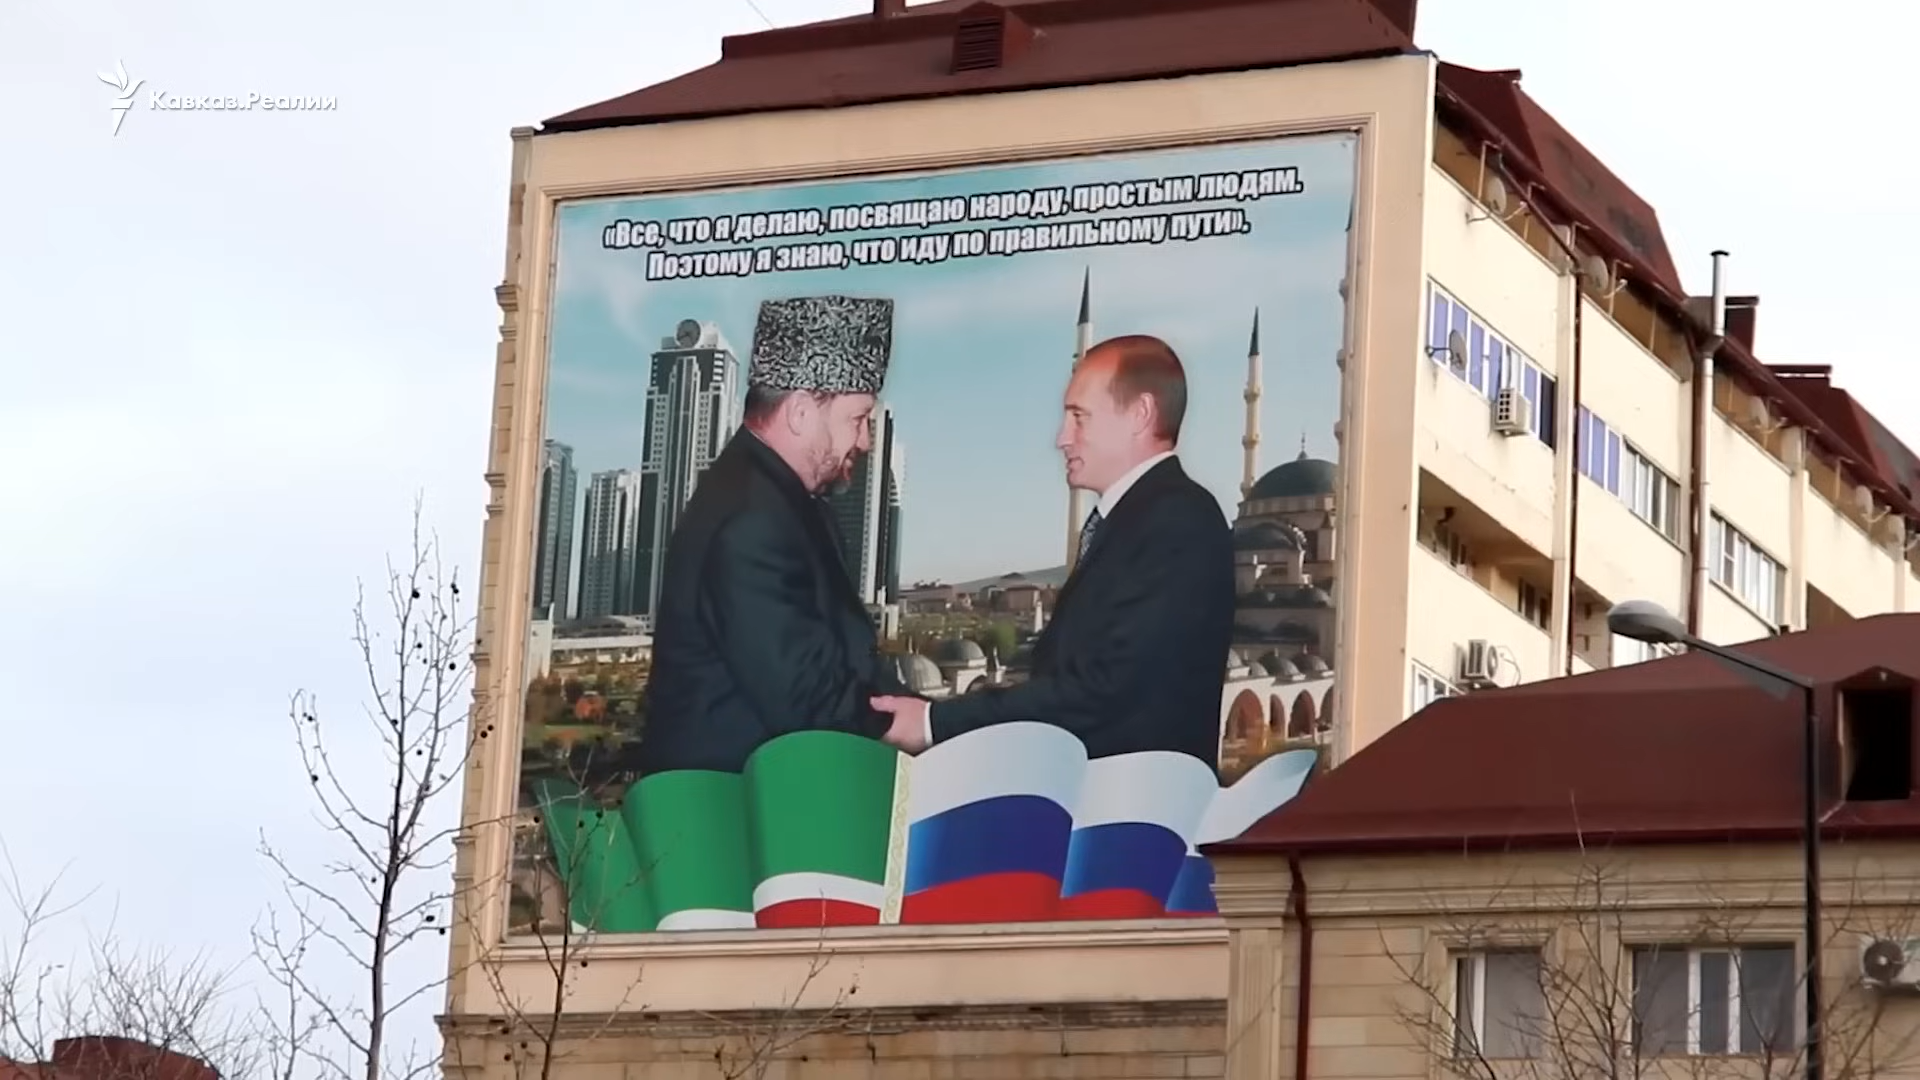 Кавказ.Реалии
«Все, что я делаю, посвящаю народу, простым людям.
Поэтому я знаю, что иду по правильному пути».